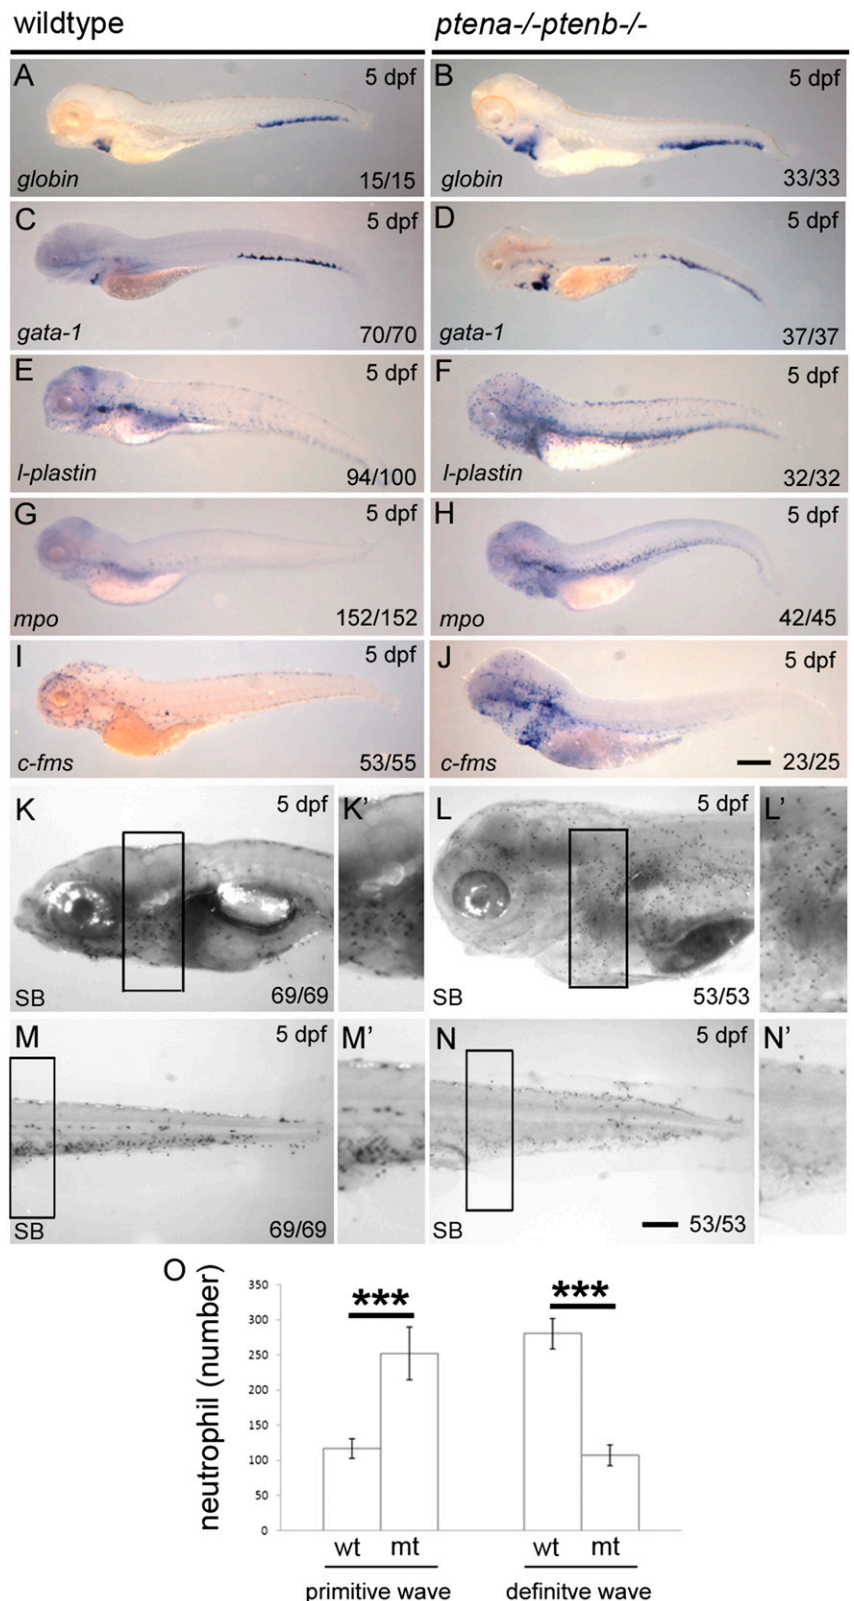 wildtype
ptena-/-ptenb-/-
A 5 dpf
globin 15/15
B 5 dpf
globin 33/33
C 5 dpf
gata-1 70/70
D 5 dpf
gata-1 37/37
E 5 dpf
l-plastin 94/100
F 5 dpf
l-plastin 32/32
G 5 dpf
mpo 152/152
H 5 dpf
mpo 42/45
I 5 dpf
c-fms 53/55
J 5 dpf
c-fms 23/25
K 5 dpf K'
SB 69/69
L 5 dpf L'
SB 53/53
M 5 dpf M'
SB 69/69
N 5 dpf N'
SB 53/53
O
neutrophil (number)
350
300
250
200
150
100
50
0
*** ***
wt mt wt mt
primitive wave definitve wave